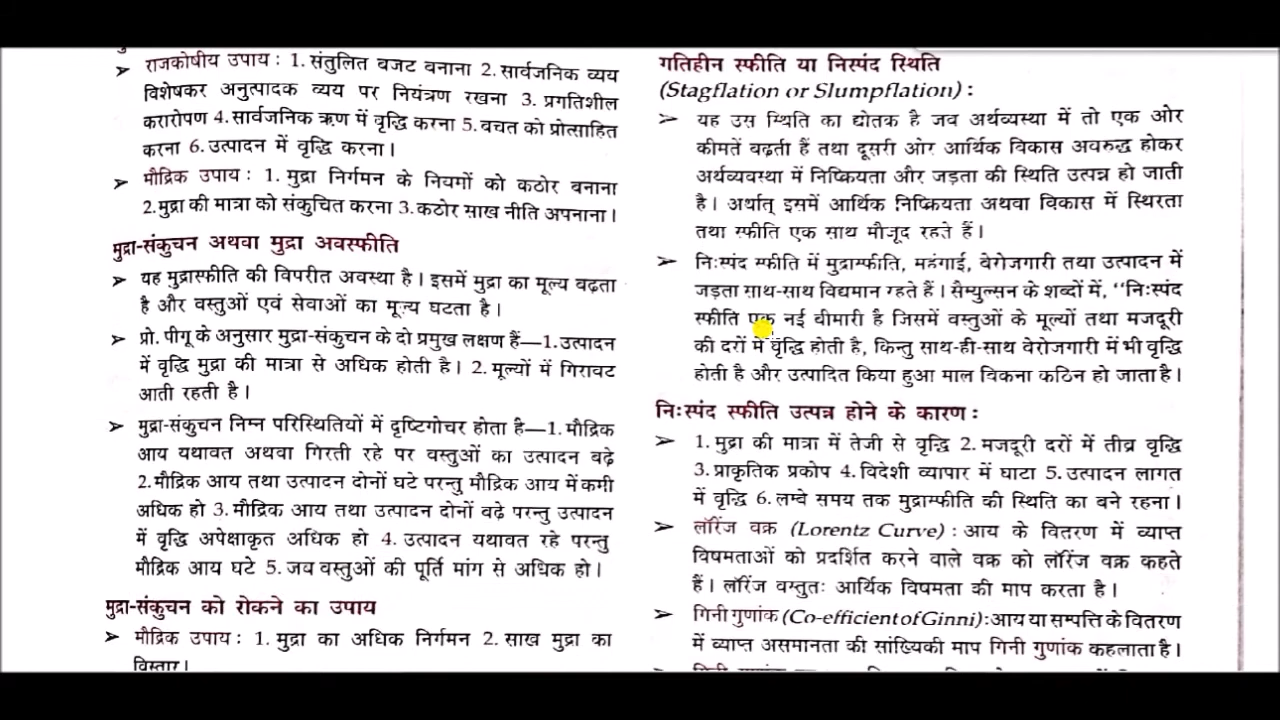 राजकोषीय उपाय : 1. संतुलित बजट बनाना 2. सार्वजनिक व्यय
विशेषकर अनुत्पादक व्यय पर नियंत्रण रखना 3. प्रगतिशील
करारोपण 4. सार्वजनिक ऋण में वृद्धि करना 5. बचत को प्रोत्साहित
करना 6. उत्पादन में वृद्धि करना।
मौद्रिक उपाय : 1. मुद्रा निर्गमन के नियमों को कठोर बनाना
2. मुद्रा की मात्रा को संकुचित करना 3. कठोर साख नीति अपनाना।
मुद्रा-संकुचन अथवा मुद्रा अवस्फीति
यह मुद्रास्फीति की विपरीत अवस्था है। इसमें मुद्रा का मूल्य बढ़ता
है और वस्तुओं एवं सेवाओं का मूल्य घटता है।
प्रो. पीगू के अनुसार मुद्रा-संकुचन के दो प्रमुख लक्षण हैं—1. उत्पादन
में वृद्धि मुद्रा की मात्रा से अधिक होती है। 2. मूल्यों में गिरावट
आती रहती है।
मुद्रा-संकुचन निम्न परिस्थितियों में दृष्टिगोचर होता है—1. मौद्रिक
आय यथावत अथवा गिरती रहे पर वस्तुओं का उत्पादन बढ़े
2. मौद्रिक आय तथा उत्पादन दोनों घटे परन्तु मौद्रिक आय में कमी
अधिक हो 3. मौद्रिक आय तथा उत्पादन दोनों बढ़े परन्तु उत्पादन
में वृद्धि अपेक्षाकृत अधिक हो 4. उत्पादन यथावत रहे परन्तु
मौद्रिक आय घटे 5. जब वस्तुओं की पूर्ति मांग से अधिक हो।
मुद्रा-संकुचन को रोकने का उपाय
मौद्रिक उपाय : 1. मुद्रा का अधिक निर्गमन 2. साख मुद्रा का
विस्तार।
गतिहीन स्फीति या निस्पंद स्थिति
(Stagflation or Slumpflation) :
यह उस स्थिति का द्योतक है जब अर्थव्यवस्था में तो एक ओर
कीमतें बढ़ती हैं तथा दूसरी ओर आर्थिक विकास अवरुद्ध होकर
अर्थव्यवस्था में निष्क्रियता और जड़ता की स्थिति उत्पन्न हो जाती
है। अर्थात् इसमें आर्थिक निष्क्रियता अथवा विकास में स्थिरता
तथा स्फीति एक साथ मौजूद रहते हैं।
निःस्पंद स्फीति में मुद्रास्फीति, महंगाई, बेरोजगारी तथा उत्पादन में
जड़ता साथ-साथ विद्यमान रहते हैं। सैम्युल्सन के शब्दों में, "निःस्पंद
स्फीति एक नई बीमारी है जिसमें वस्तुओं के मूल्यों तथा मजदूरी
की दरों में वृद्धि होती है, किन्तु साथ-ही-साथ बेरोजगारी में भी वृद्धि
होती है और उत्पादित किया हुआ माल बिकना कठिन हो जाता है।
निःस्पंद स्फीति उत्पन्न होने के कारण :
1. मुद्रा की मात्रा में तेजी से वृद्धि 2. मजदूरी दरों में तीव्र वृद्धि
3. प्राकृतिक प्रकोप 4. विदेशी व्यापार में घाटा 5. उत्पादन लागत
में वृद्धि 6. लम्बे समय तक मुद्रास्फीति की स्थिति का बने रहना।
लॉरेंज वक्र (Lorentz Curve) : आय के वितरण में व्याप्त
विषमताओं को प्रदर्शित करने वाले वक्र को लॉरेंज वक्र कहते
हैं। लॉरेंज वस्तुतः आर्थिक विषमता की माप करता है।
गिनी गुणांक (Co-efficient of Ginni) : आय या सम्पत्ति के वितरण
में व्याप्त असमानता की सांख्यिकी माप गिनी गुणांक कहलाता है।